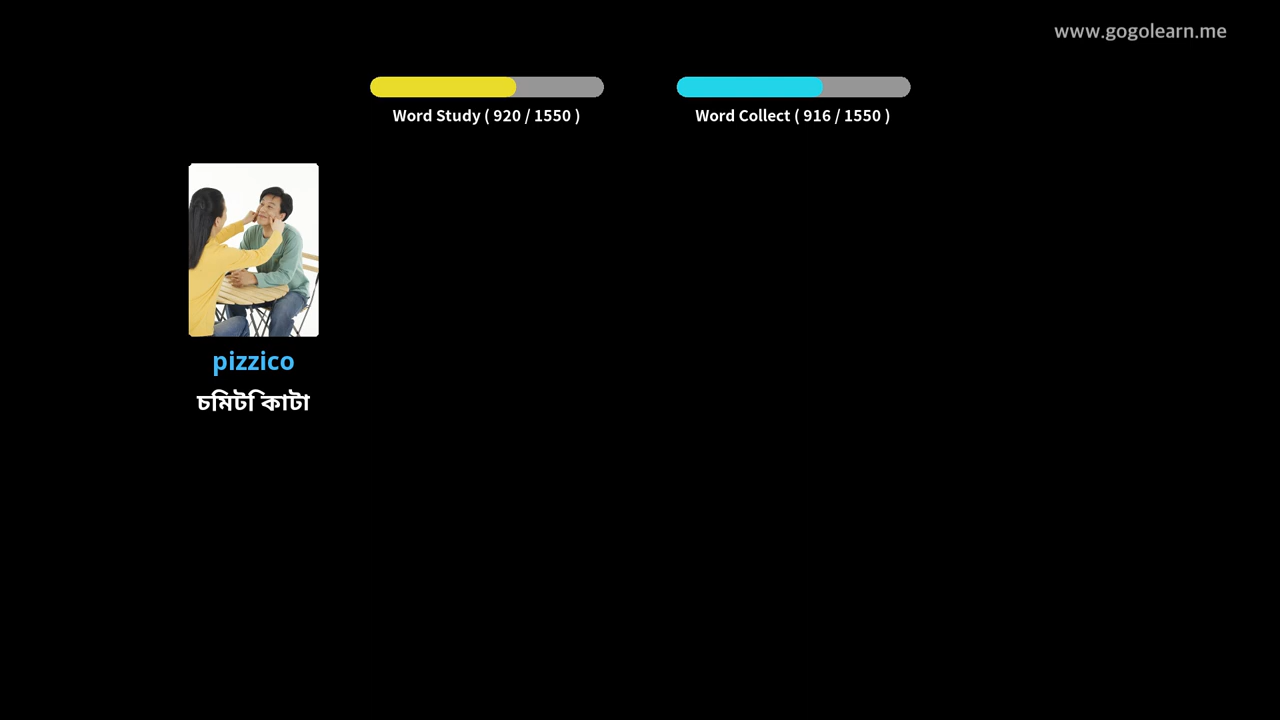 www.gogolearn.me
Word Study ( 920 / 1550 )
Word Collect ( 916 / 1550 )
pizzico
চিমটি কাটা